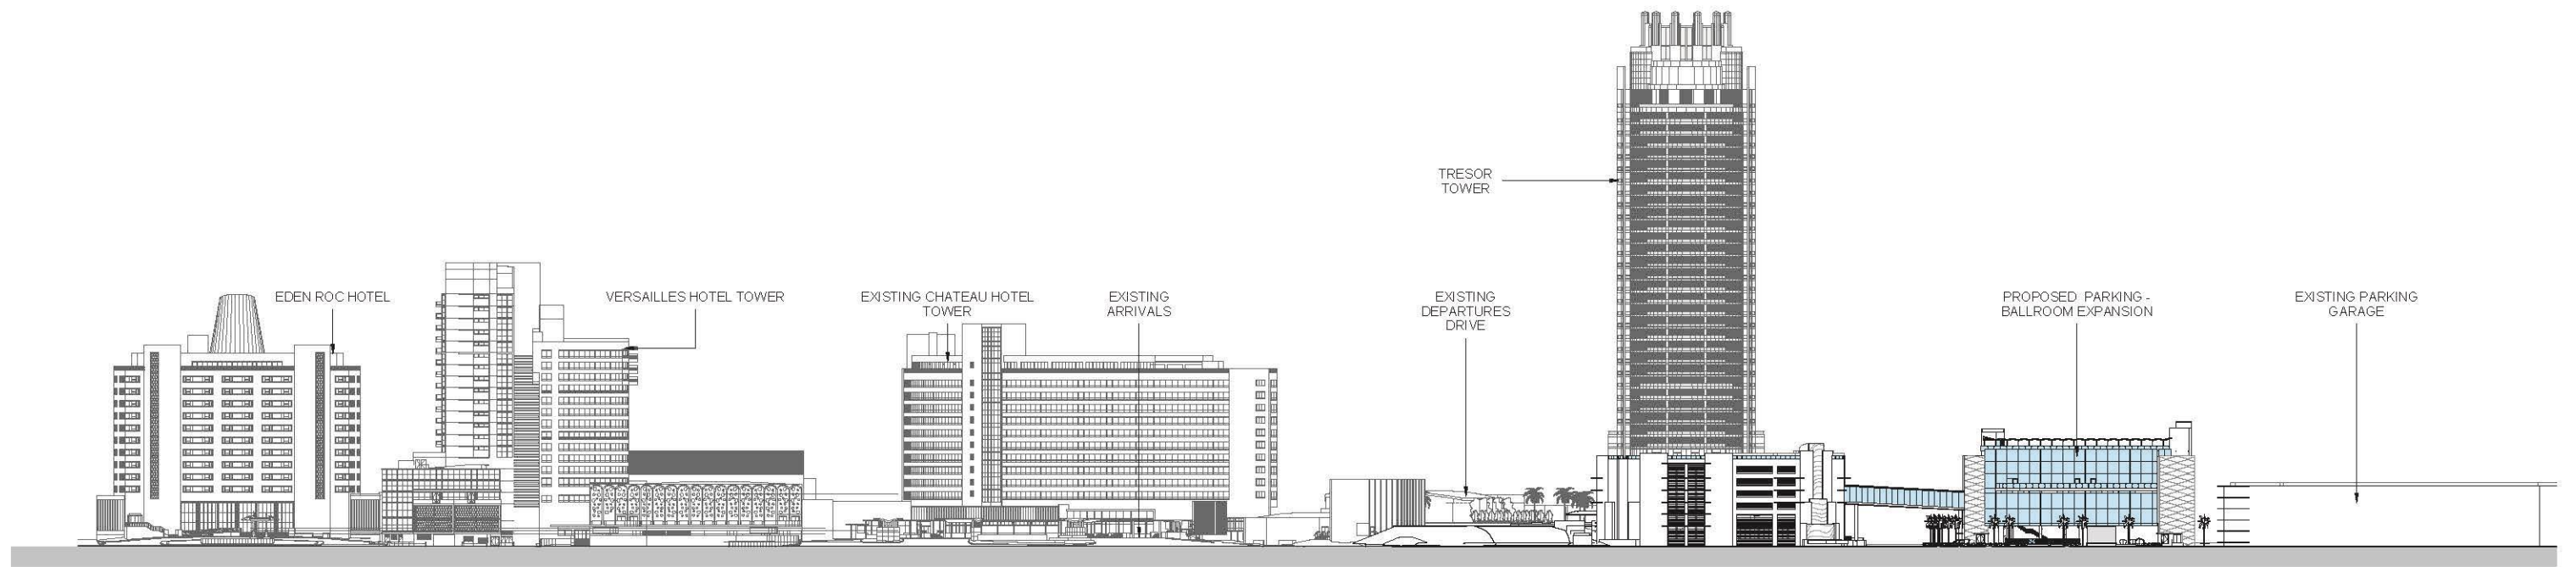 TRESOR
TOWER
EDEN ROC HOTEL
VERSAILLES HOTEL TOWER
EXISTING CHATEAU HOTEL
TOWER
EXISTING
ARRIVALS
EXISTING
DEPARTURES
DRIVE
PROPOSED PARKING -
BALLROOM EXPANSION
EXISTING PARKING
GARAGE